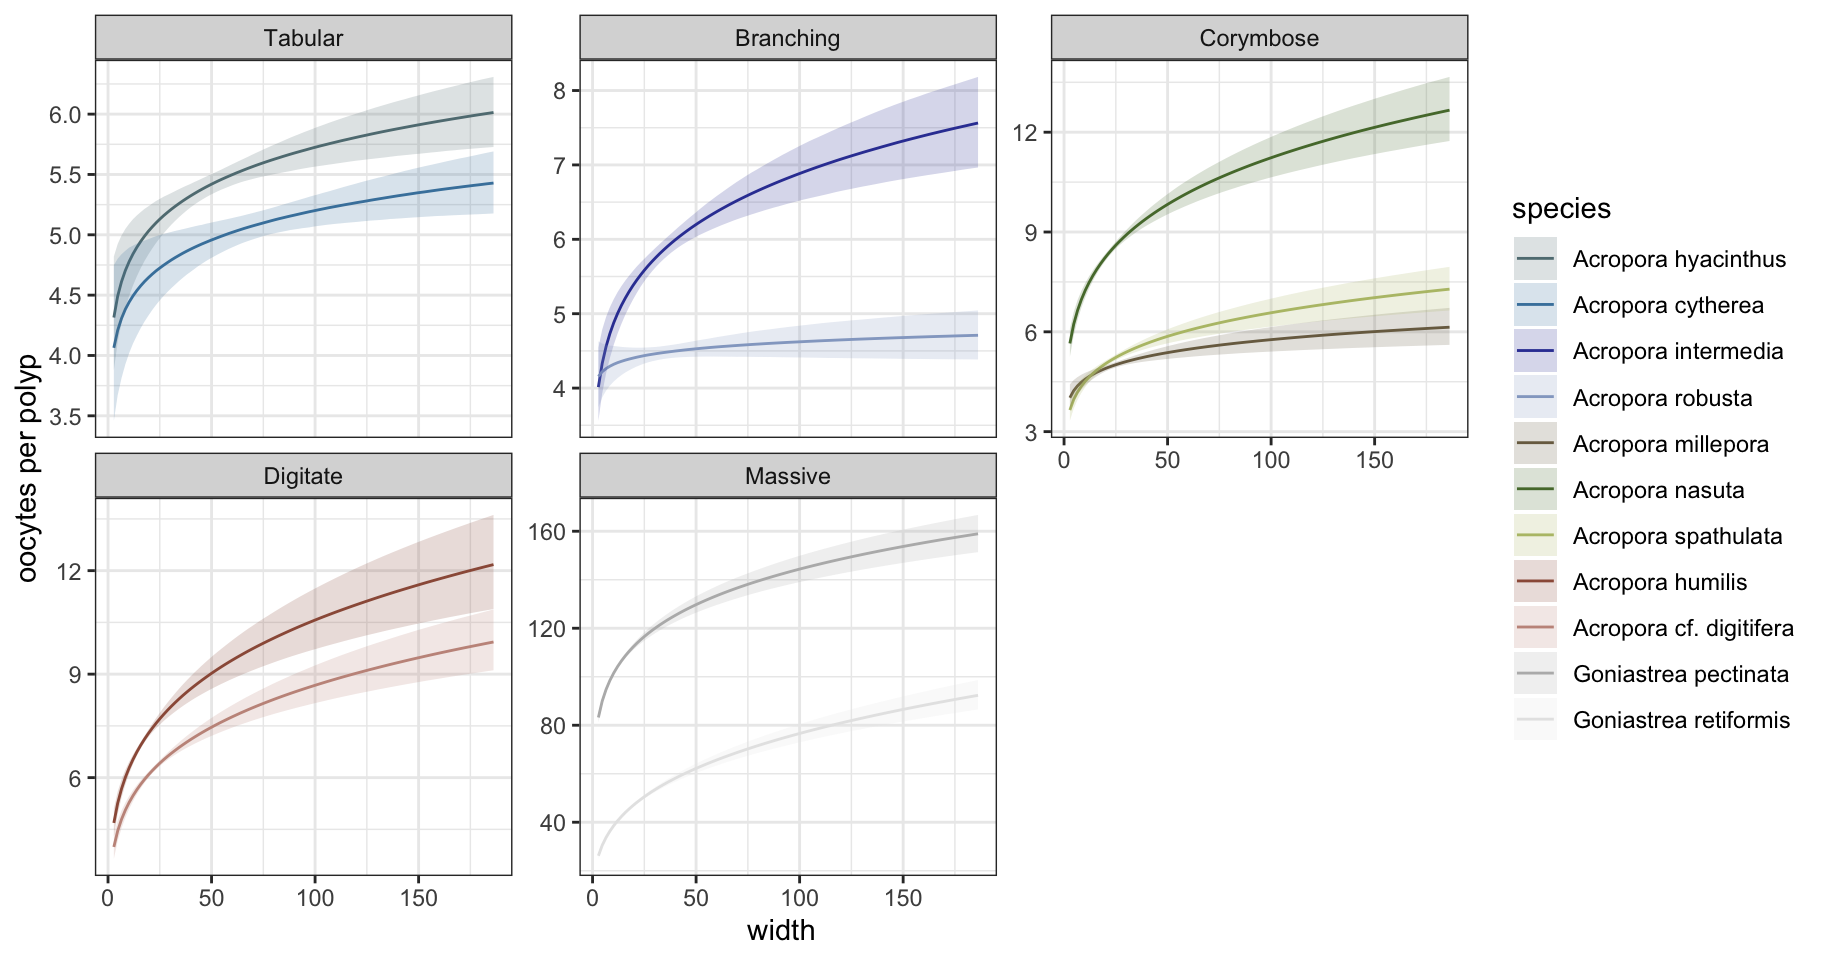 Tabular
Branching
Corymbose
6.0
5.5
5.0
4.5
4.0
3.5
8
7
6
5
4
12
9
6
3
0 50 100 150
Digitate
Massive
12
9
6
160
120
80
40
0 50 100 150
0 50 100 150
oocytes per polyp
width
species
Acropora hyacinthus
Acropora cytherea
Acropora intermedia
Acropora robusta
Acropora millepora
Acropora nasuta
Acropora spathulata
Acropora humilis
Acropora cf. digitifera
Goniastrea pectinata
Goniastrea retiformis